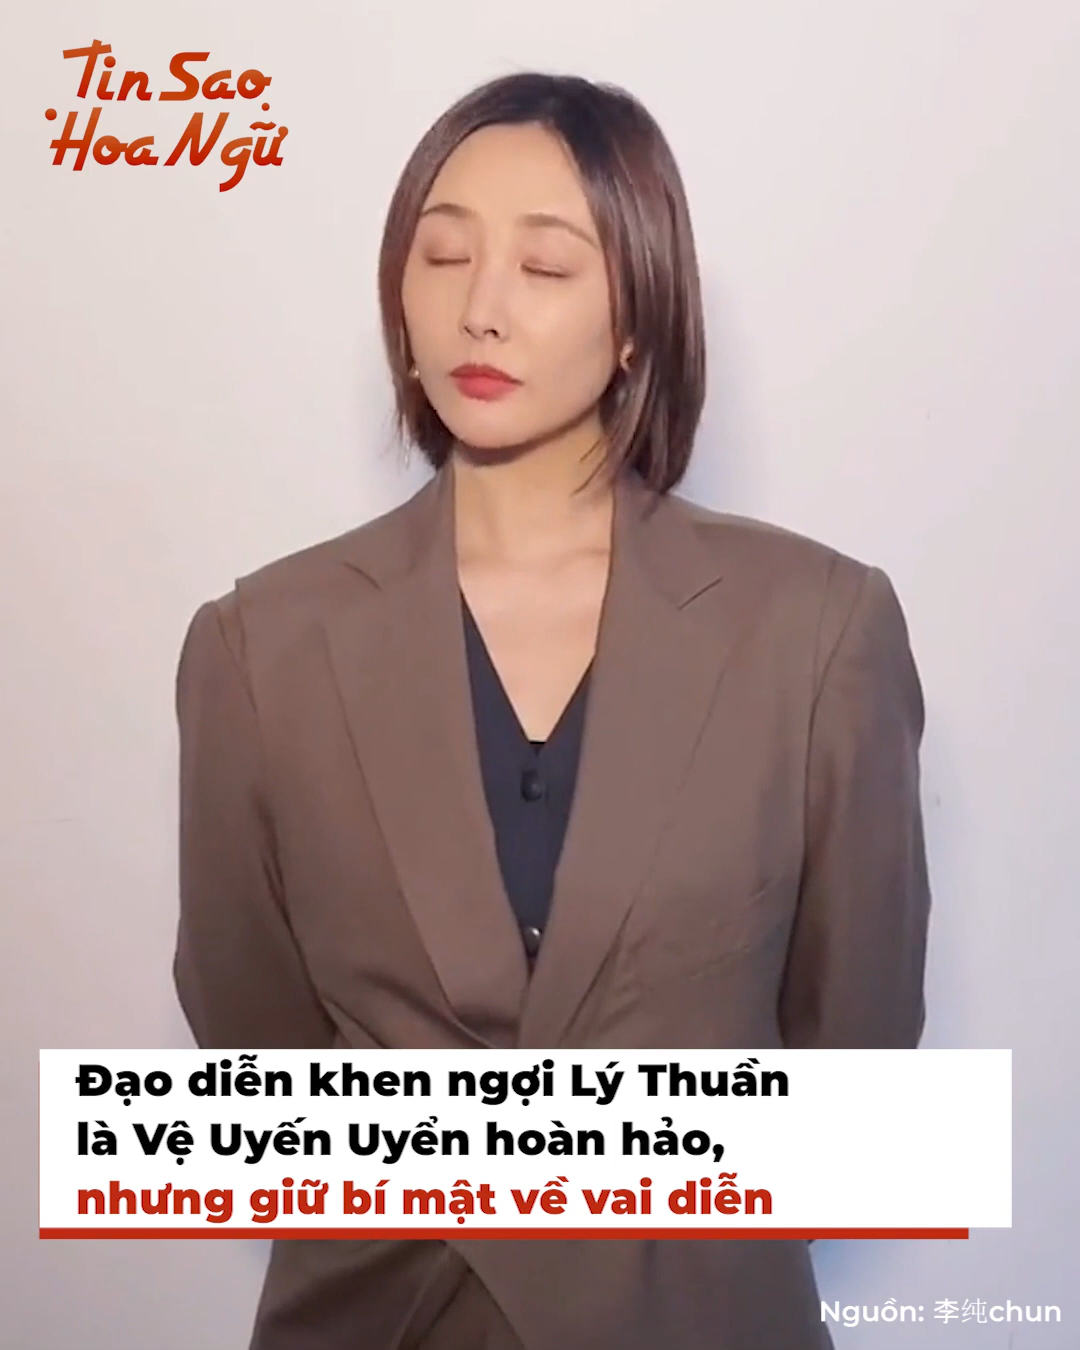 Tin Sao
Hoa Ngữ
Đạo diễn khen ngợi Lý Thuần
là Vệ Uyến Uyển hoàn hảo,
nhưng giữ bí mật về vai diễn
Nguồn: 李纯chun